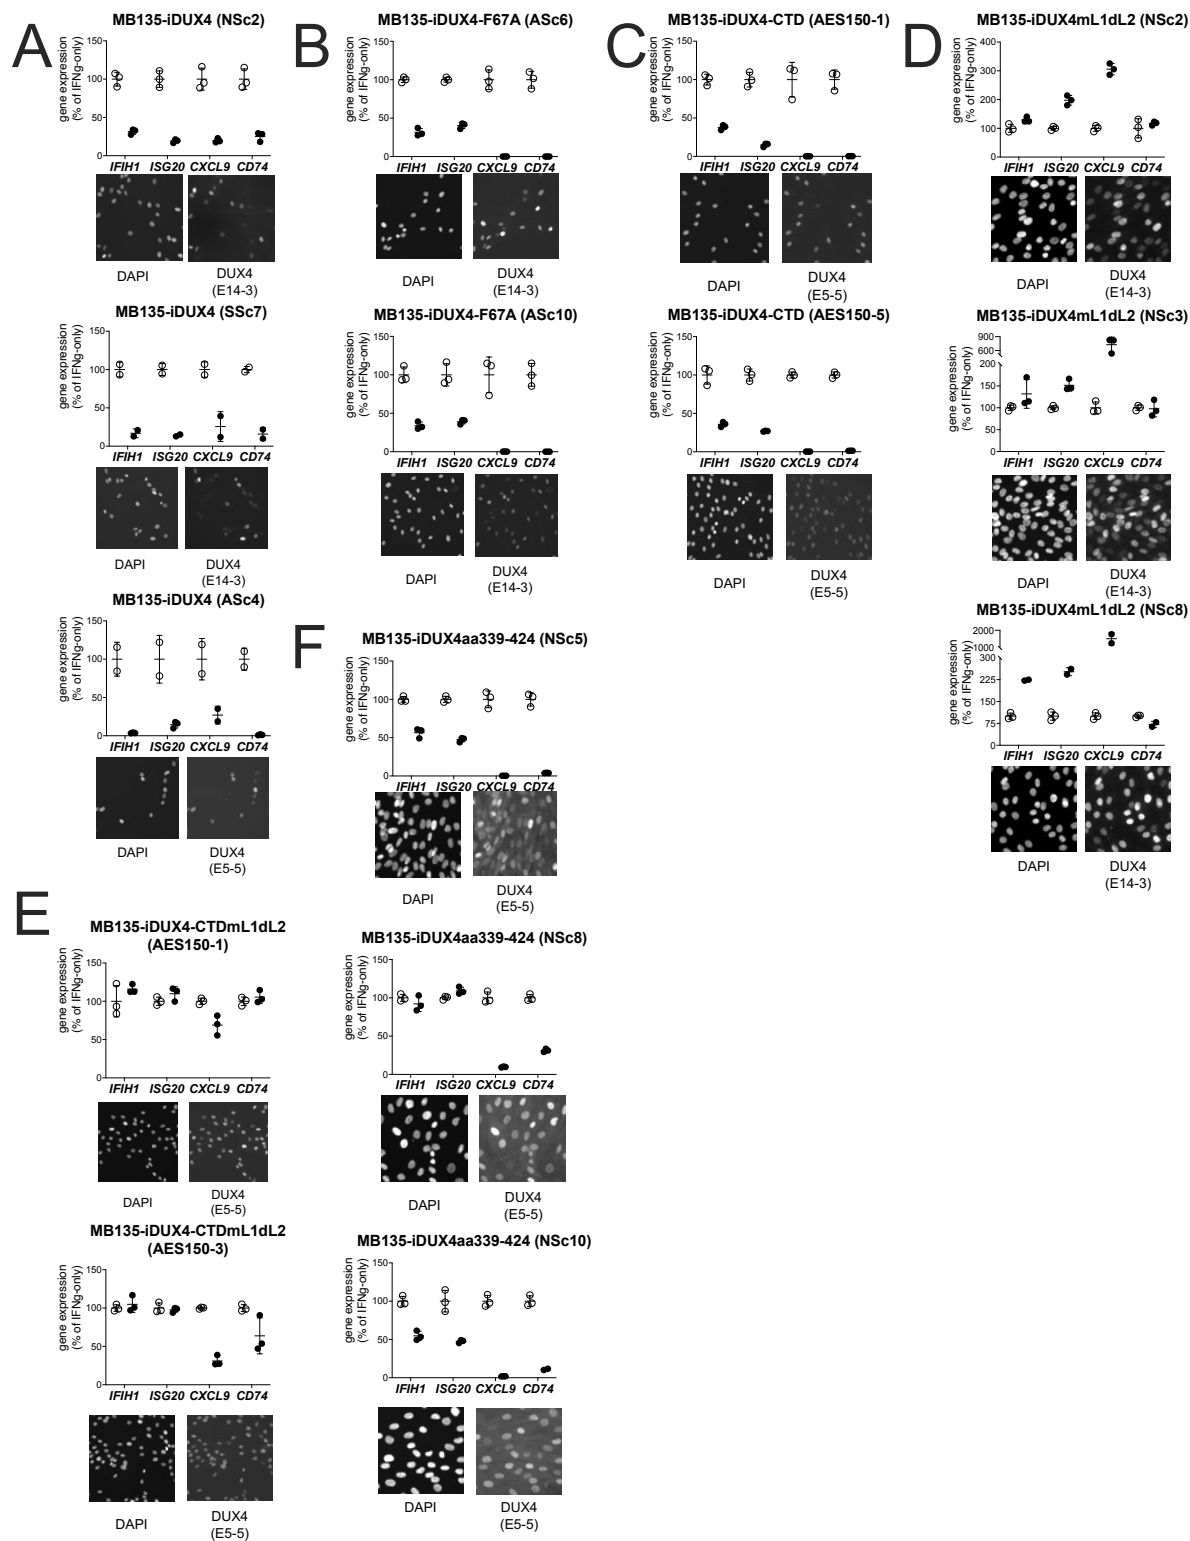 A
MB135-iDUX4 (NSc2)
gene expression
(% of IFNg-only)
150
100
50
0
IFIH1 ISG20 CXCL9 CD74
DAPI
DUX4
(E14-3)
MB135-iDUX4 (SSc7)
gene expression
(% of IFNg-only)
150
100
50
0
IFIH1 ISG20 CXCL9 CD74
DAPI
DUX4
(E14-3)
MB135-iDUX4 (ASc4)
gene expression
(% of IFNg-only)
150
100
50
0
IFIH1 ISG20 CXCL9 CD74
DAPI
DUX4
(E5-5)
B
MB135-iDUX4-F67A (ASc6)
gene expression
(% of IFNg-only)
150
100
50
0
IFIH1 ISG20 CXCL9 CD74
DAPI
DUX4
(E14-3)
MB135-iDUX4-F67A (ASc10)
gene expression
(% of IFNg-only)
150
100
50
0
IFIH1 ISG20 CXCL9 CD74
DAPI
DUX4
(E14-3)
C
MB135-iDUX4-CTD (AES150-1)
gene expression
(% of IFNg-only)
150
100
50
0
IFIH1 ISG20 CXCL9 CD74
DAPI
DUX4
(E5-5)
MB135-iDUX4-CTD (AES150-5)
gene expression
(% of IFNg-only)
150
100
50
0
IFIH1 ISG20 CXCL9 CD74
DAPI
DUX4
(E5-5)
D
MB135-iDUX4mL1dL2 (NSc2)
gene expression
(% of IFNg-only)
400
300
200
100
0
IFIH1 ISG20 CXCL9 CD74
DAPI
DUX4
(E14-3)
MB135-iDUX4mL1dL2 (NSc3)
gene expression
(% of IFNg-only)
900
600
200
150
100
50
0
IFIH1 ISG20 CXCL9 CD74
DAPI
DUX4
(E14-3)
MB135-iDUX4mL1dL2 (NSc8)
gene expression
(% of IFNg-only)
2000
1000
300
225
150
75
0
IFIH1 ISG20 CXCL9 CD74
DAPI
DUX4
(E14-3)
E
MB135-iDUX4-CTDmL1dL2
(AES150-1)
gene expression
(% of IFNg-only)
150
100
50
0
IFIH1 ISG20 CXCL9 CD74
DAPI
DUX4
(E5-5)
MB135-iDUX4-CTDmL1dL2
(AES150-3)
gene expression
(% of IFNg-only)
150
100
50
0
IFIH1 ISG20 CXCL9 CD74
DAPI
DUX4
(E5-5)
F
MB135-iDUX4aa339-424 (NSc5)
gene expression
(% of IFNg-only)
150
100
50
0
IFIH1 ISG20 CXCL9 CD74
DAPI
DUX4
(E5-5)
MB135-iDUX4aa339-424 (NSc8)
gene expression
(% of IFNg-only)
150
100
50
0
IFIH1 ISG20 CXCL9 CD74
DAPI
DUX4
(E5-5)
MB135-iDUX4aa339-424 (NSc10)
gene expression
(% of IFNg-only)
150
100
50
0
IFIH1 ISG20 CXCL9 CD74
DAPI
DUX4
(E5-5)